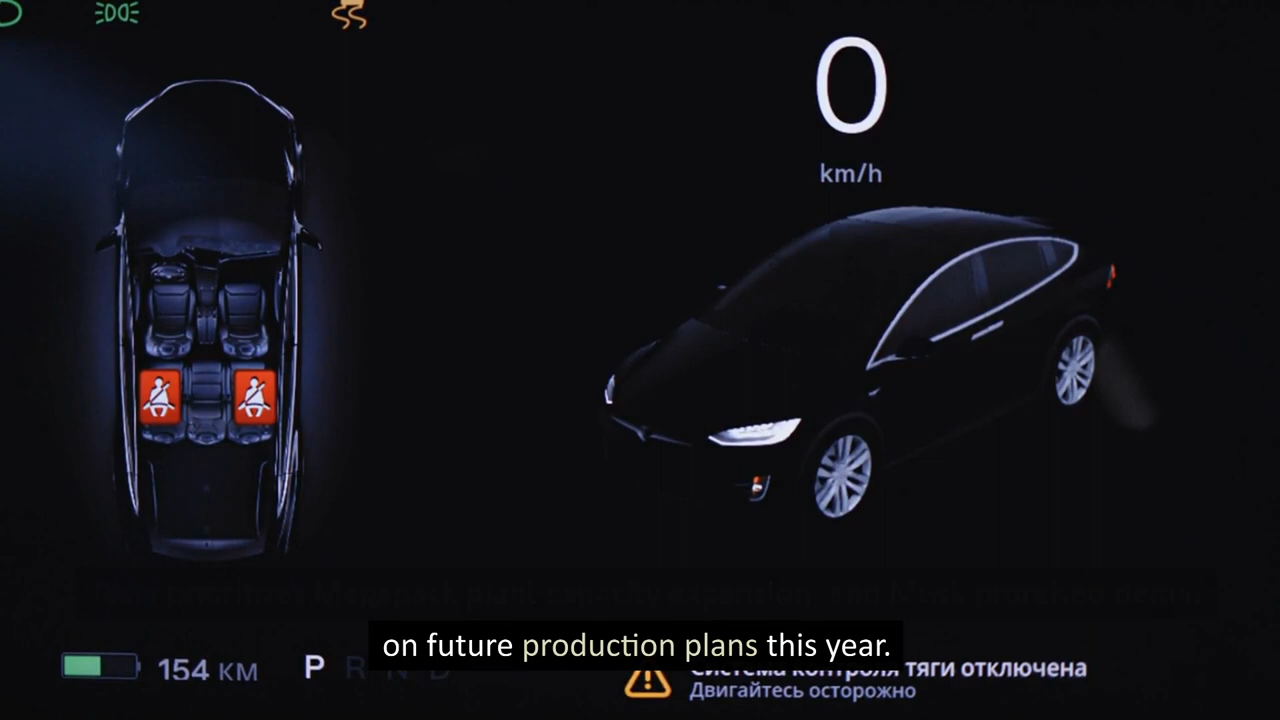 0
km/h
on future production plans this year.
154 KM
P R N D
Система контроля тяги отключена
Двигайтесь осторожно